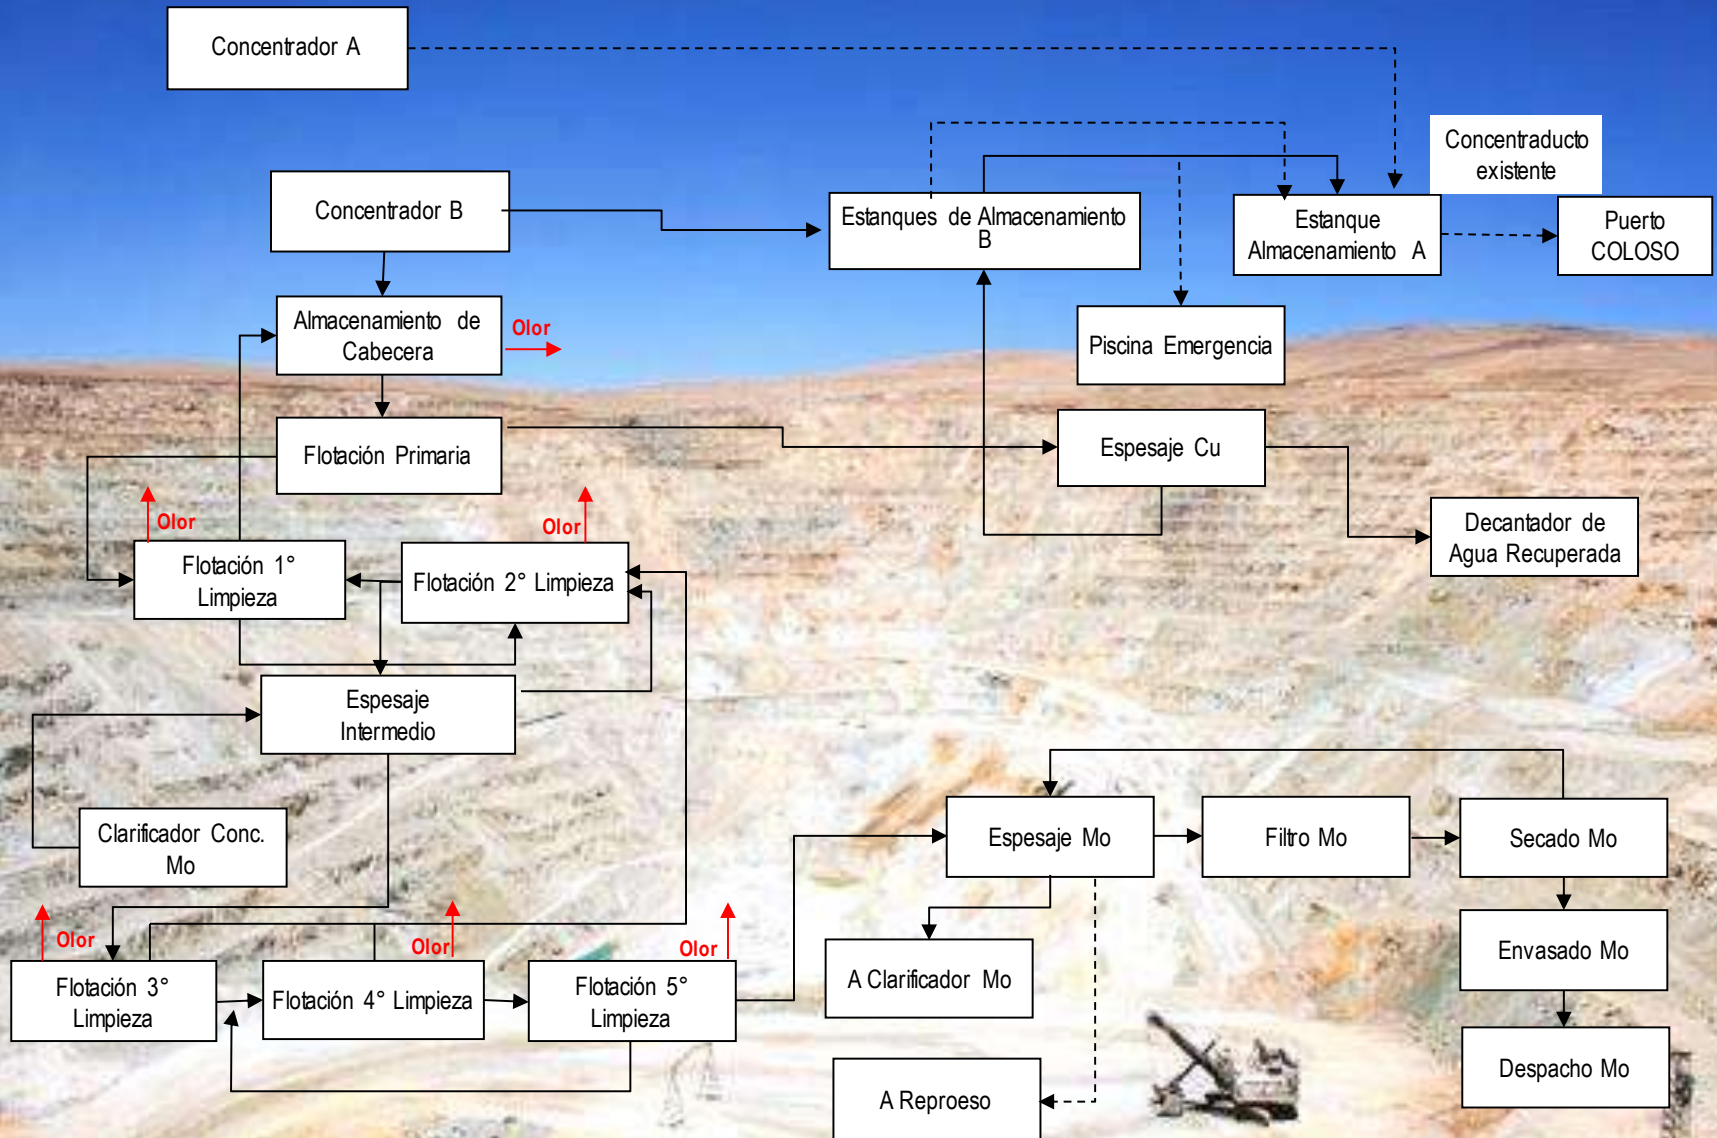 Concentrador A
Concentraducto
existente
Concentrador B
Estanques de Almacenamiento
B
Estanque
Almacenamiento A
Puerto
COLOSO
Almacenamiento de
Cabecera
Olor
Piscina Emergencia
Flotación Primaria
Espesaje Cu
Decantador de
Agua Recuperada
Olor
Olor
Flotación 1°
Limpieza
Flotación 2° Limpieza
Espesaje
Intermedio
Clarificador Conc.
Mo
Espesaje Mo
Filtro Mo
Secado Mo
Olor
Olor
Olor
Flotación 3°
Limpieza
Flotación 4° Limpieza
Flotación 5°
Limpieza
A Clarificador Mo
Envasado Mo
A Reproeso
Despacho Mo